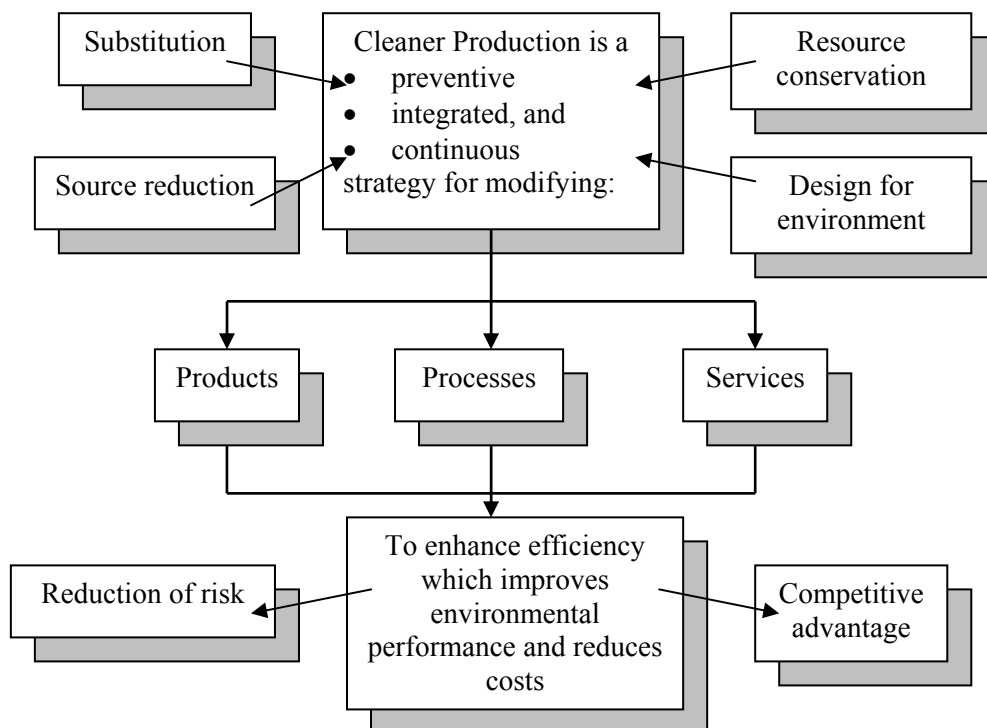 Substitution
Cleaner Production is a
• preventive
• integrated, and
• continuous
strategy for modifying:
Resource
conservation
Source reduction
Design for
environment
Products
Processes
Services
To enhance efficiency
which improves
environmental
performance and reduces
costs
Reduction of risk
Competitive
advantage